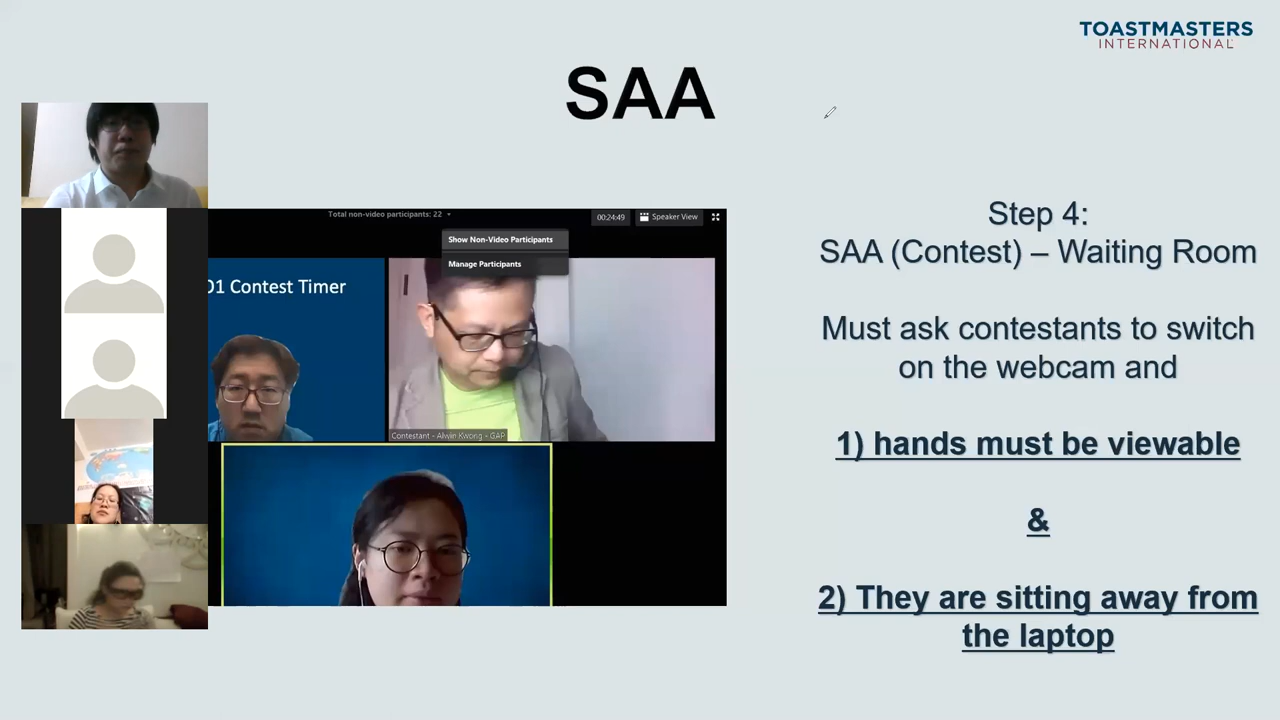 TOASTMASTERS
INTERNATIONAL
SAA
Total non-video participants: 22
00:24:49
Speaker View
Show Non-Video Participants
Manage Participants
01 Contest Timer
Contestant - Alwin Kwong - GAP
Step 4:
SAA (Contest) – Waiting Room
Must ask contestants to switch
on the webcam and
1) hands must be viewable
&
2) They are sitting away from
the laptop